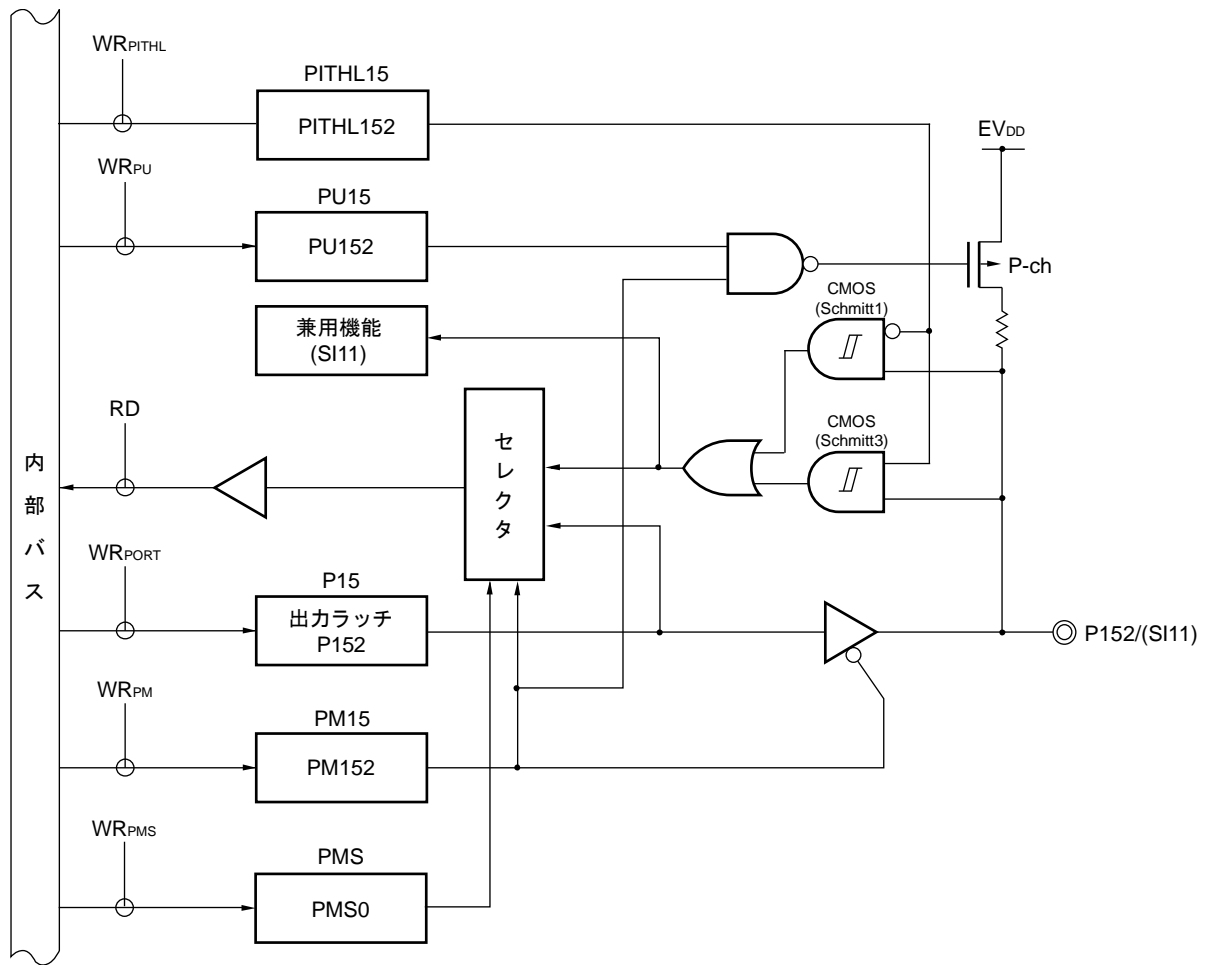 WRPITHL
PITHL15
PITHL152
EVDD
WRPU
PU15
PU152
P-ch
CMOS
(Schmitt1)
兼用機能
(SI11)
RD
セレクタ
CMOS
(Schmitt3)
内部バス
WRPORT
P15
出力ラッチ
P152
P152/(SI11)
WRPM
PM15
PM152
WRPMS
PMS
PMS0